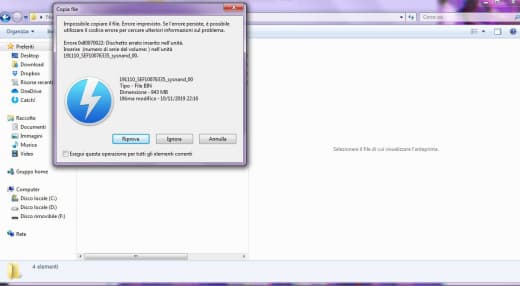 Copia file
Cerca
Impossibile copiare il file. Errore imprevisto. Se l'errore persiste, è possibile
utilizzare il codice errore per cercare ulteriori informazioni sul problema.
Errore 0x80070022: Dischetto errato inserito nell'unità.
Inserire (numero di serie del volume: ) nell'unità
191110_SEF10076335_sysnand_00.
191110_SEF10076335_sysnand_00
Tipo - File BIN
Dimensione - 943 MB
Ultima modifica - 10/11/2019 22:16
Riprova
Ignora
Annulla
Esegui questa operazione per tutti gli elementi correnti
Organizza
Preferiti
Desktop
Download
Dropbox
Risorse recenti
OneDrive
Catch!
Raccolte
Documenti
Immagini
Musica
Video
Gruppo home
Computer
Disco locale (C:)
Disco locale (D:)
Disco rimovibile (F:)
Rete
Selezionare il file di cui visualizzare l'anteprima.
4 elementi